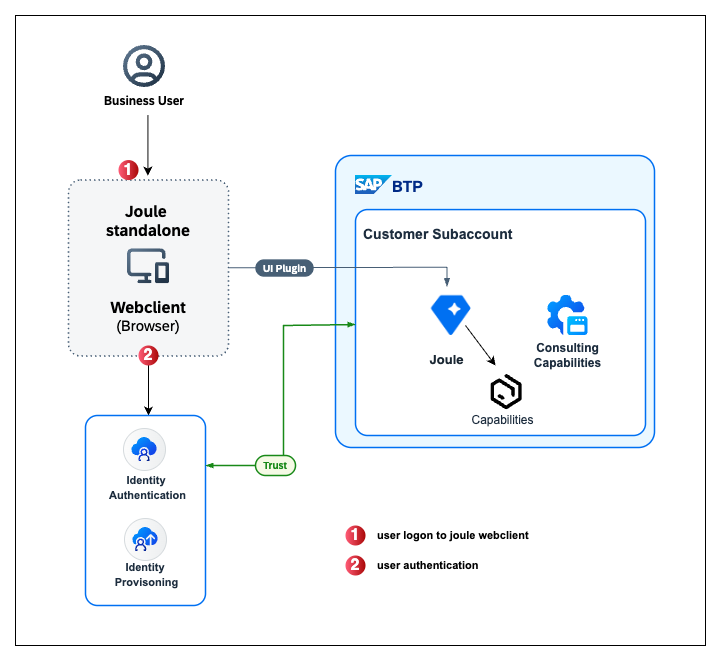 Business User
1
Joule
standalone
Webclient
(Browser)
2
UI Plugin
SAP BTP
Customer Subaccount
Joule
Consulting
Capabilities
Capabilities
Trust
Identity
Authentication
Identity
Provisoning
1 user logon to joule webclient
2 user authentication